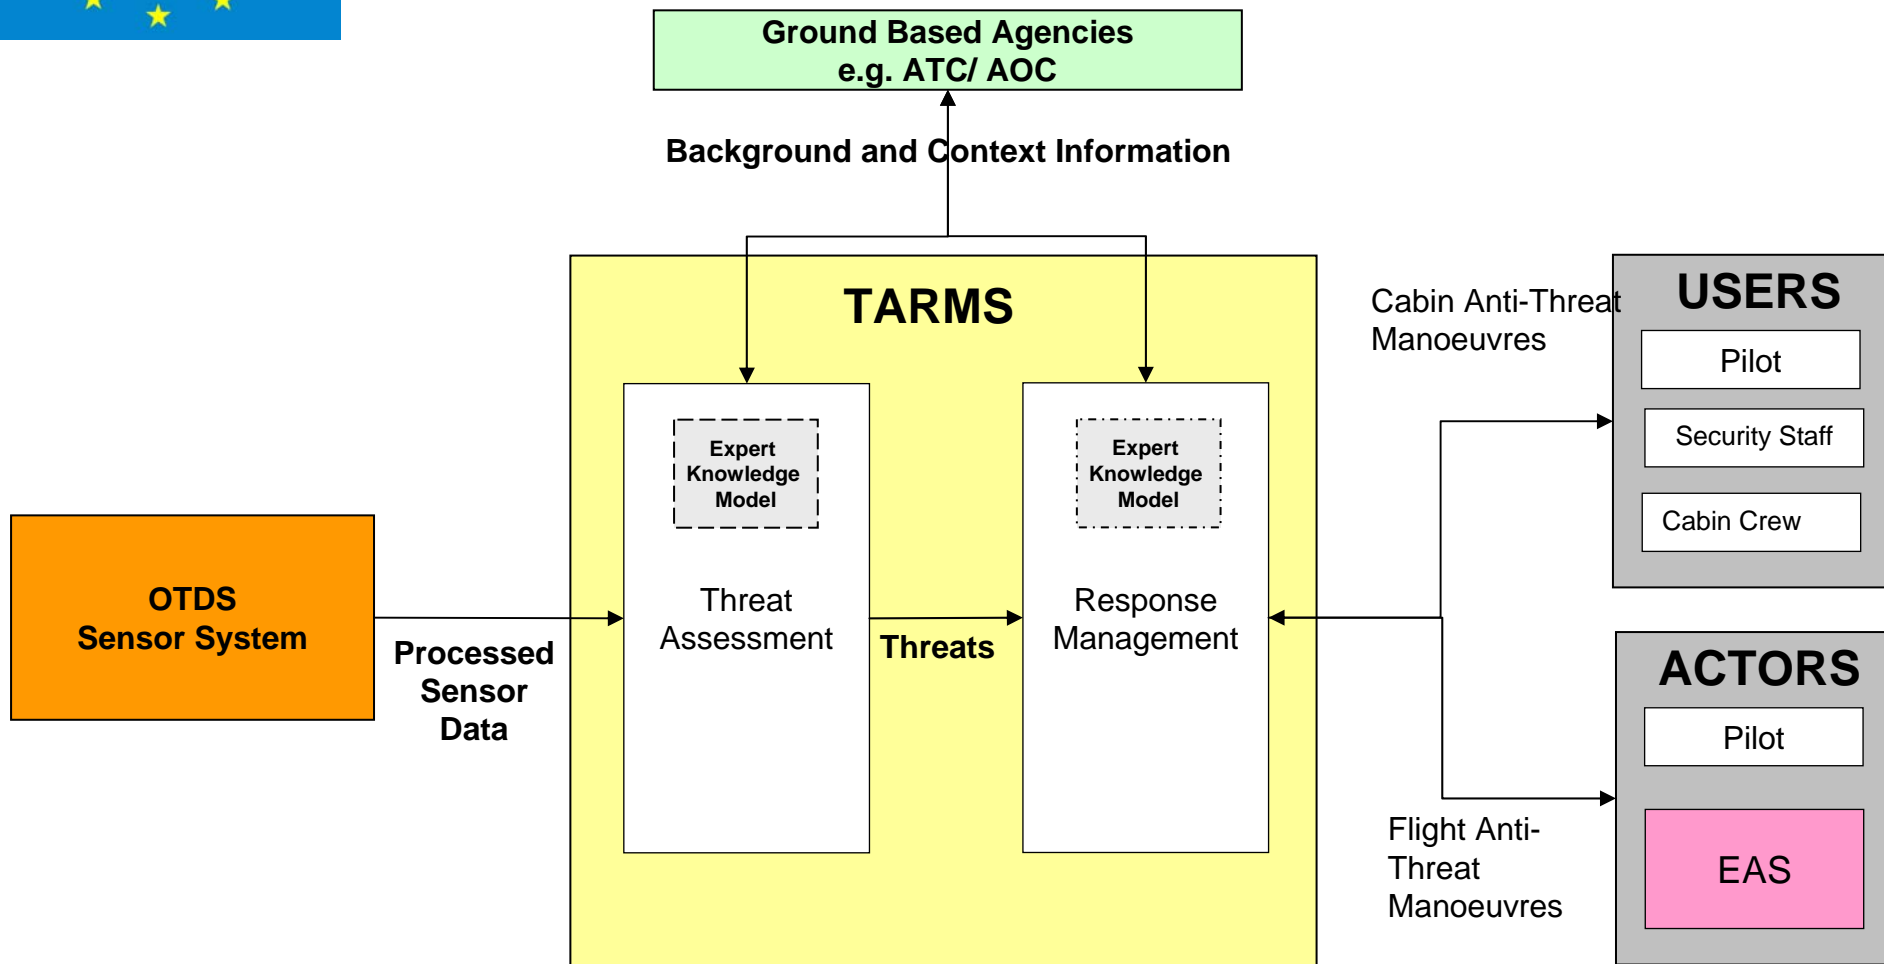 Ground Based Agencies
e.g. ATC/ AOC
Background and Context Information
TARMS
Expert
Knowledge
Model
Threat
Assessment
Expert
Knowledge
Model
Response
Management
OTDS
Sensor System
Processed
Sensor
Data
Threats
Cabin Anti-Threat
Manoeuvres
USERS
Pilot
Security Staff
Cabin Crew
Flight Anti-
Threat
Manoeuvres
ACTORS
Pilot
EAS